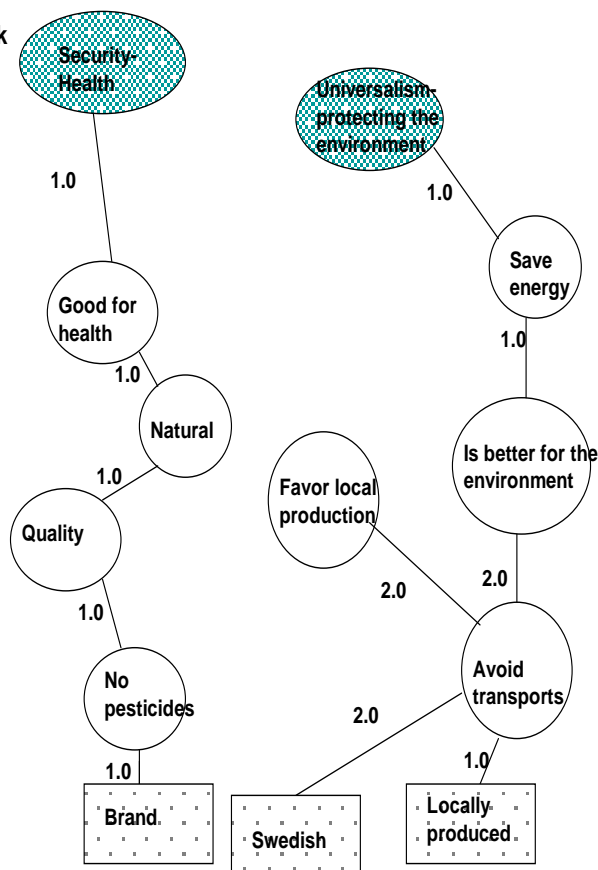 k
Security-
Health
Universalism-
protecting the
environment
1.0
1.0
Save
energy
Good for
health
1.0
1.0
Natural
Is better for the
environment
1.0
Favor local
production
Quality
2.0
2.0
1.0
No
pesticides
Avoid
transports
2.0
1.0
1.0
Brand
Swedish
Locally
produced